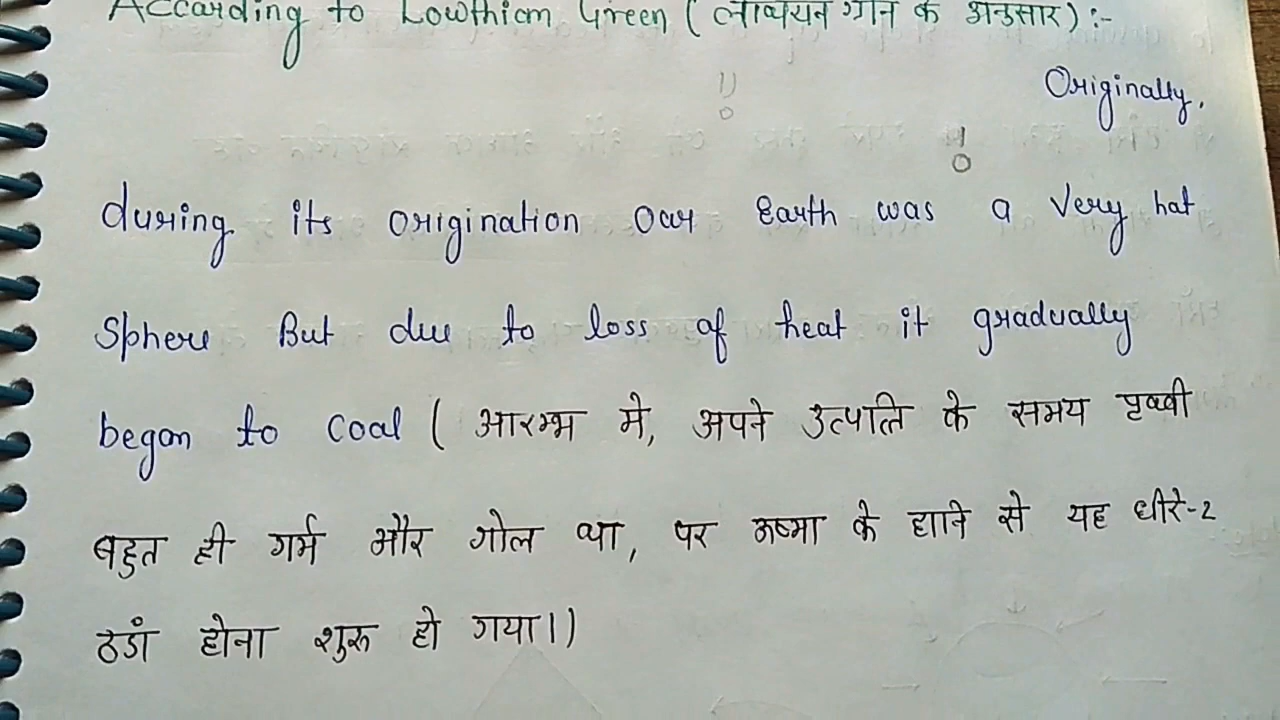 According to Lowthian Green (लोथियन ग्रीन के अनुसार) :-
Originally,
during its origination our Earth was a very hot
Sphere But due to loss of heat it gradually
began to cool ( आरम्भ में, अपने उत्पत्ति के समय पृथ्वी
बहुत ही गर्म और गोल था, पर ऊष्मा के हानि से यह धीरे-2
ठंडा होना शुरू हो गया।)